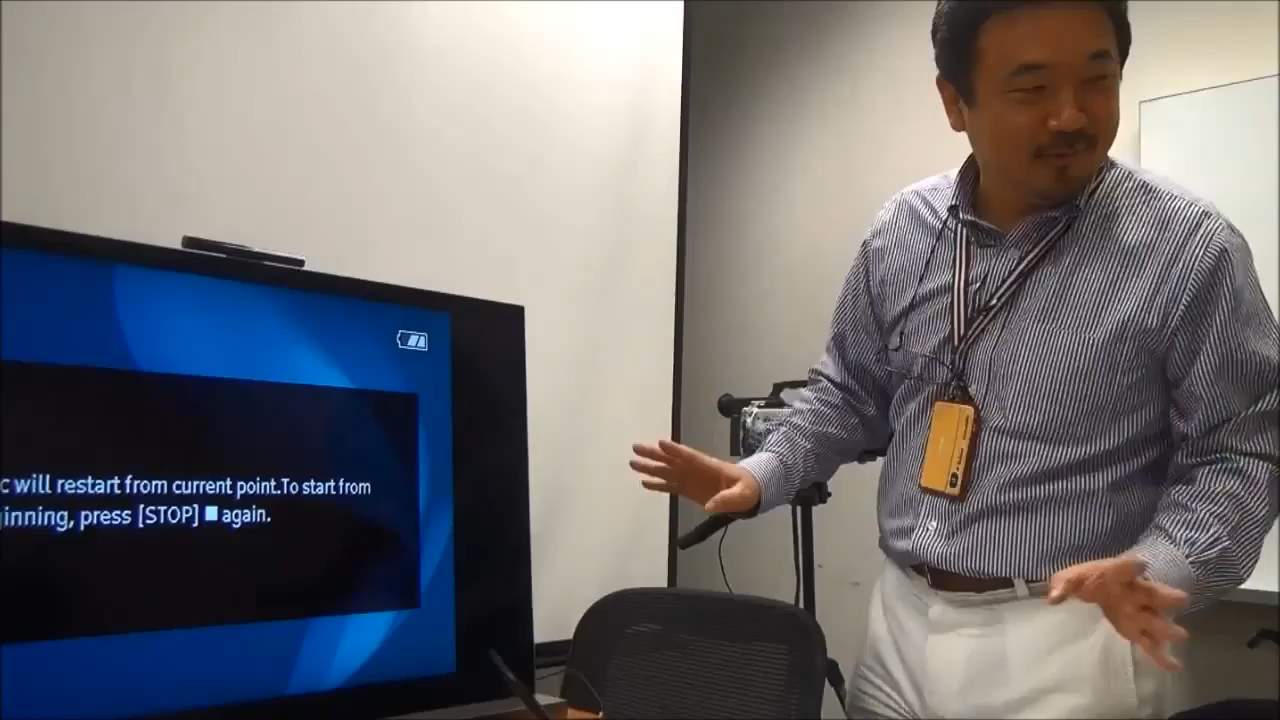 c will restart from current point.To start from
ginning, press [STOP] ■ again.